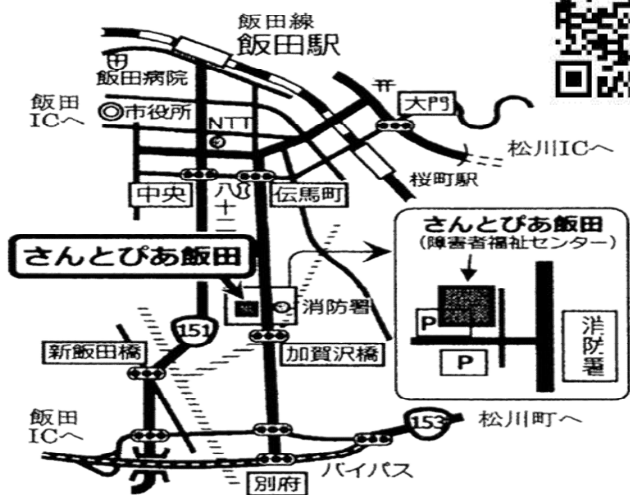 飯田線
飯田駅
飯田病院
飯田
ICへ
市役所
NTT
大門
松川ICへ
桜町駅
中央
八十二
伝馬町
さんとぴあ飯田
さんとぴあ飯田
(障害者福祉センター)
消防署
P
P
消防署
151
新飯田橋
加賀沢橋
飯田
ICへ
153
松川町へ
バイパス
別府